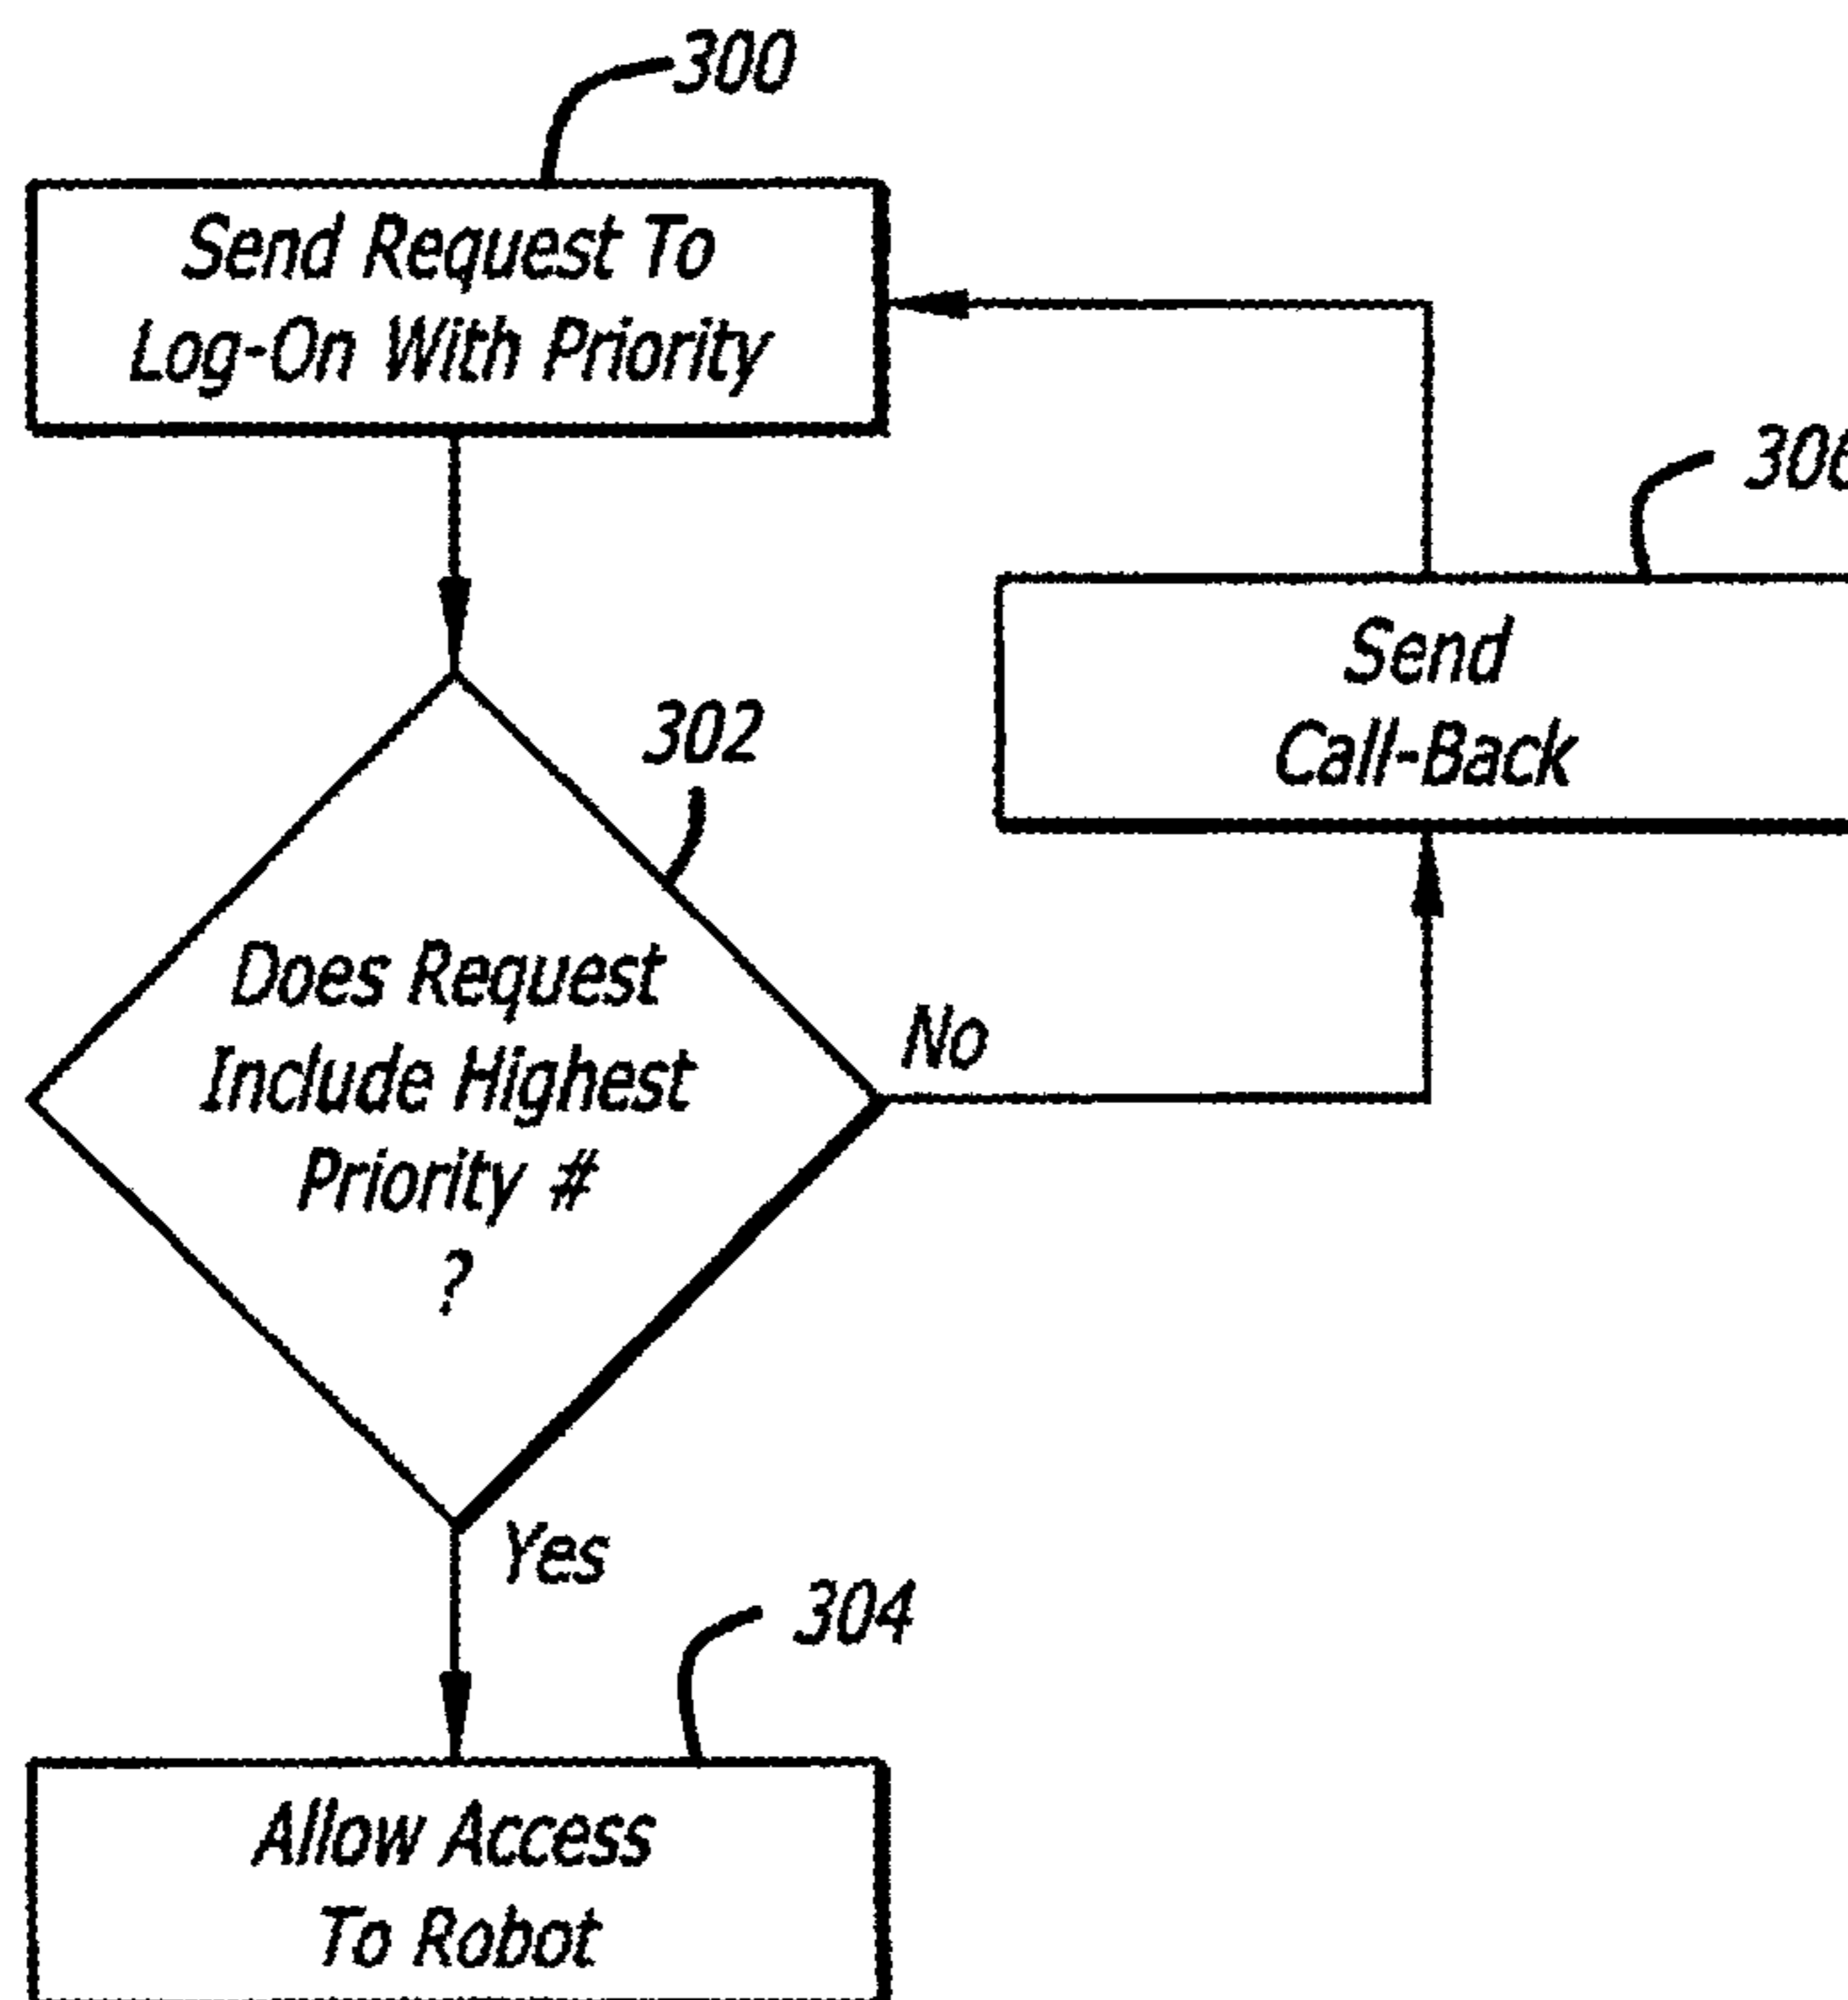 300
Send Request To
Log-On With Priority
Send
Call-Back
302
Does Request
Include Highest
Priority #
?
No
Yes
304
Allow Access
To Robot